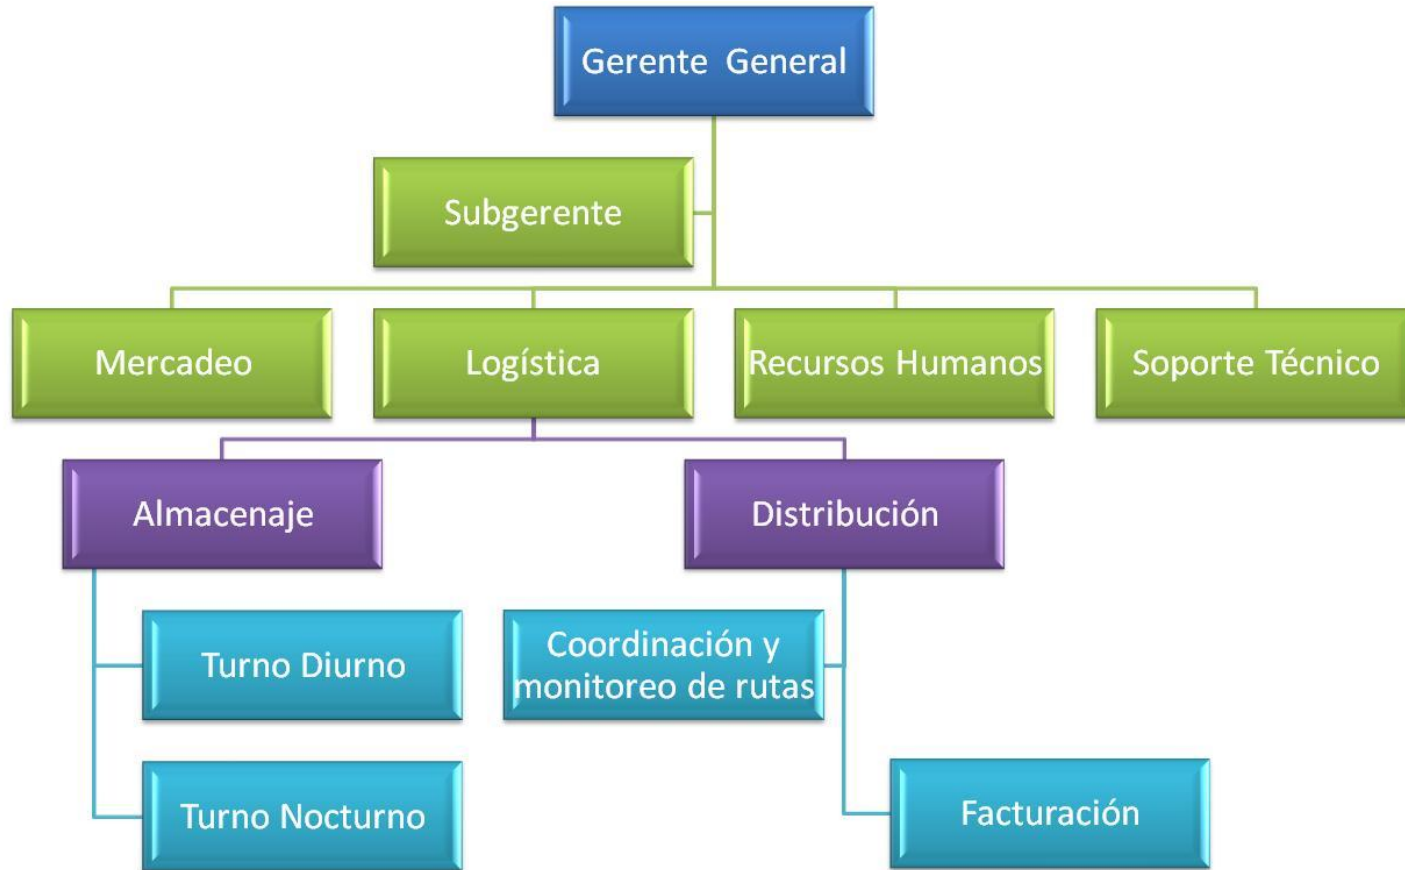 Gerente General
Subgerente
Mercadeo
Logística
Recursos Humanos
Soporte Técnico
Almacenaje
Distribución
Turno Diurno
Coordinación y
monitoreo de rutas
Turno Nocturno
Facturación